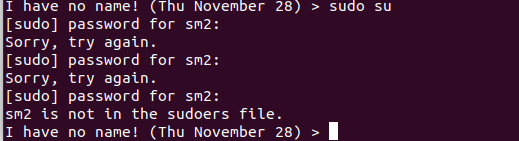 I have no name! (Thu November 28) > sudo su
[sudo] password for sm2:
Sorry, try again.
[sudo] password for sm2:
Sorry, try again.
[sudo] password for sm2:
sm2 is not in the sudoers file.
I have no name! (Thu November 28) >